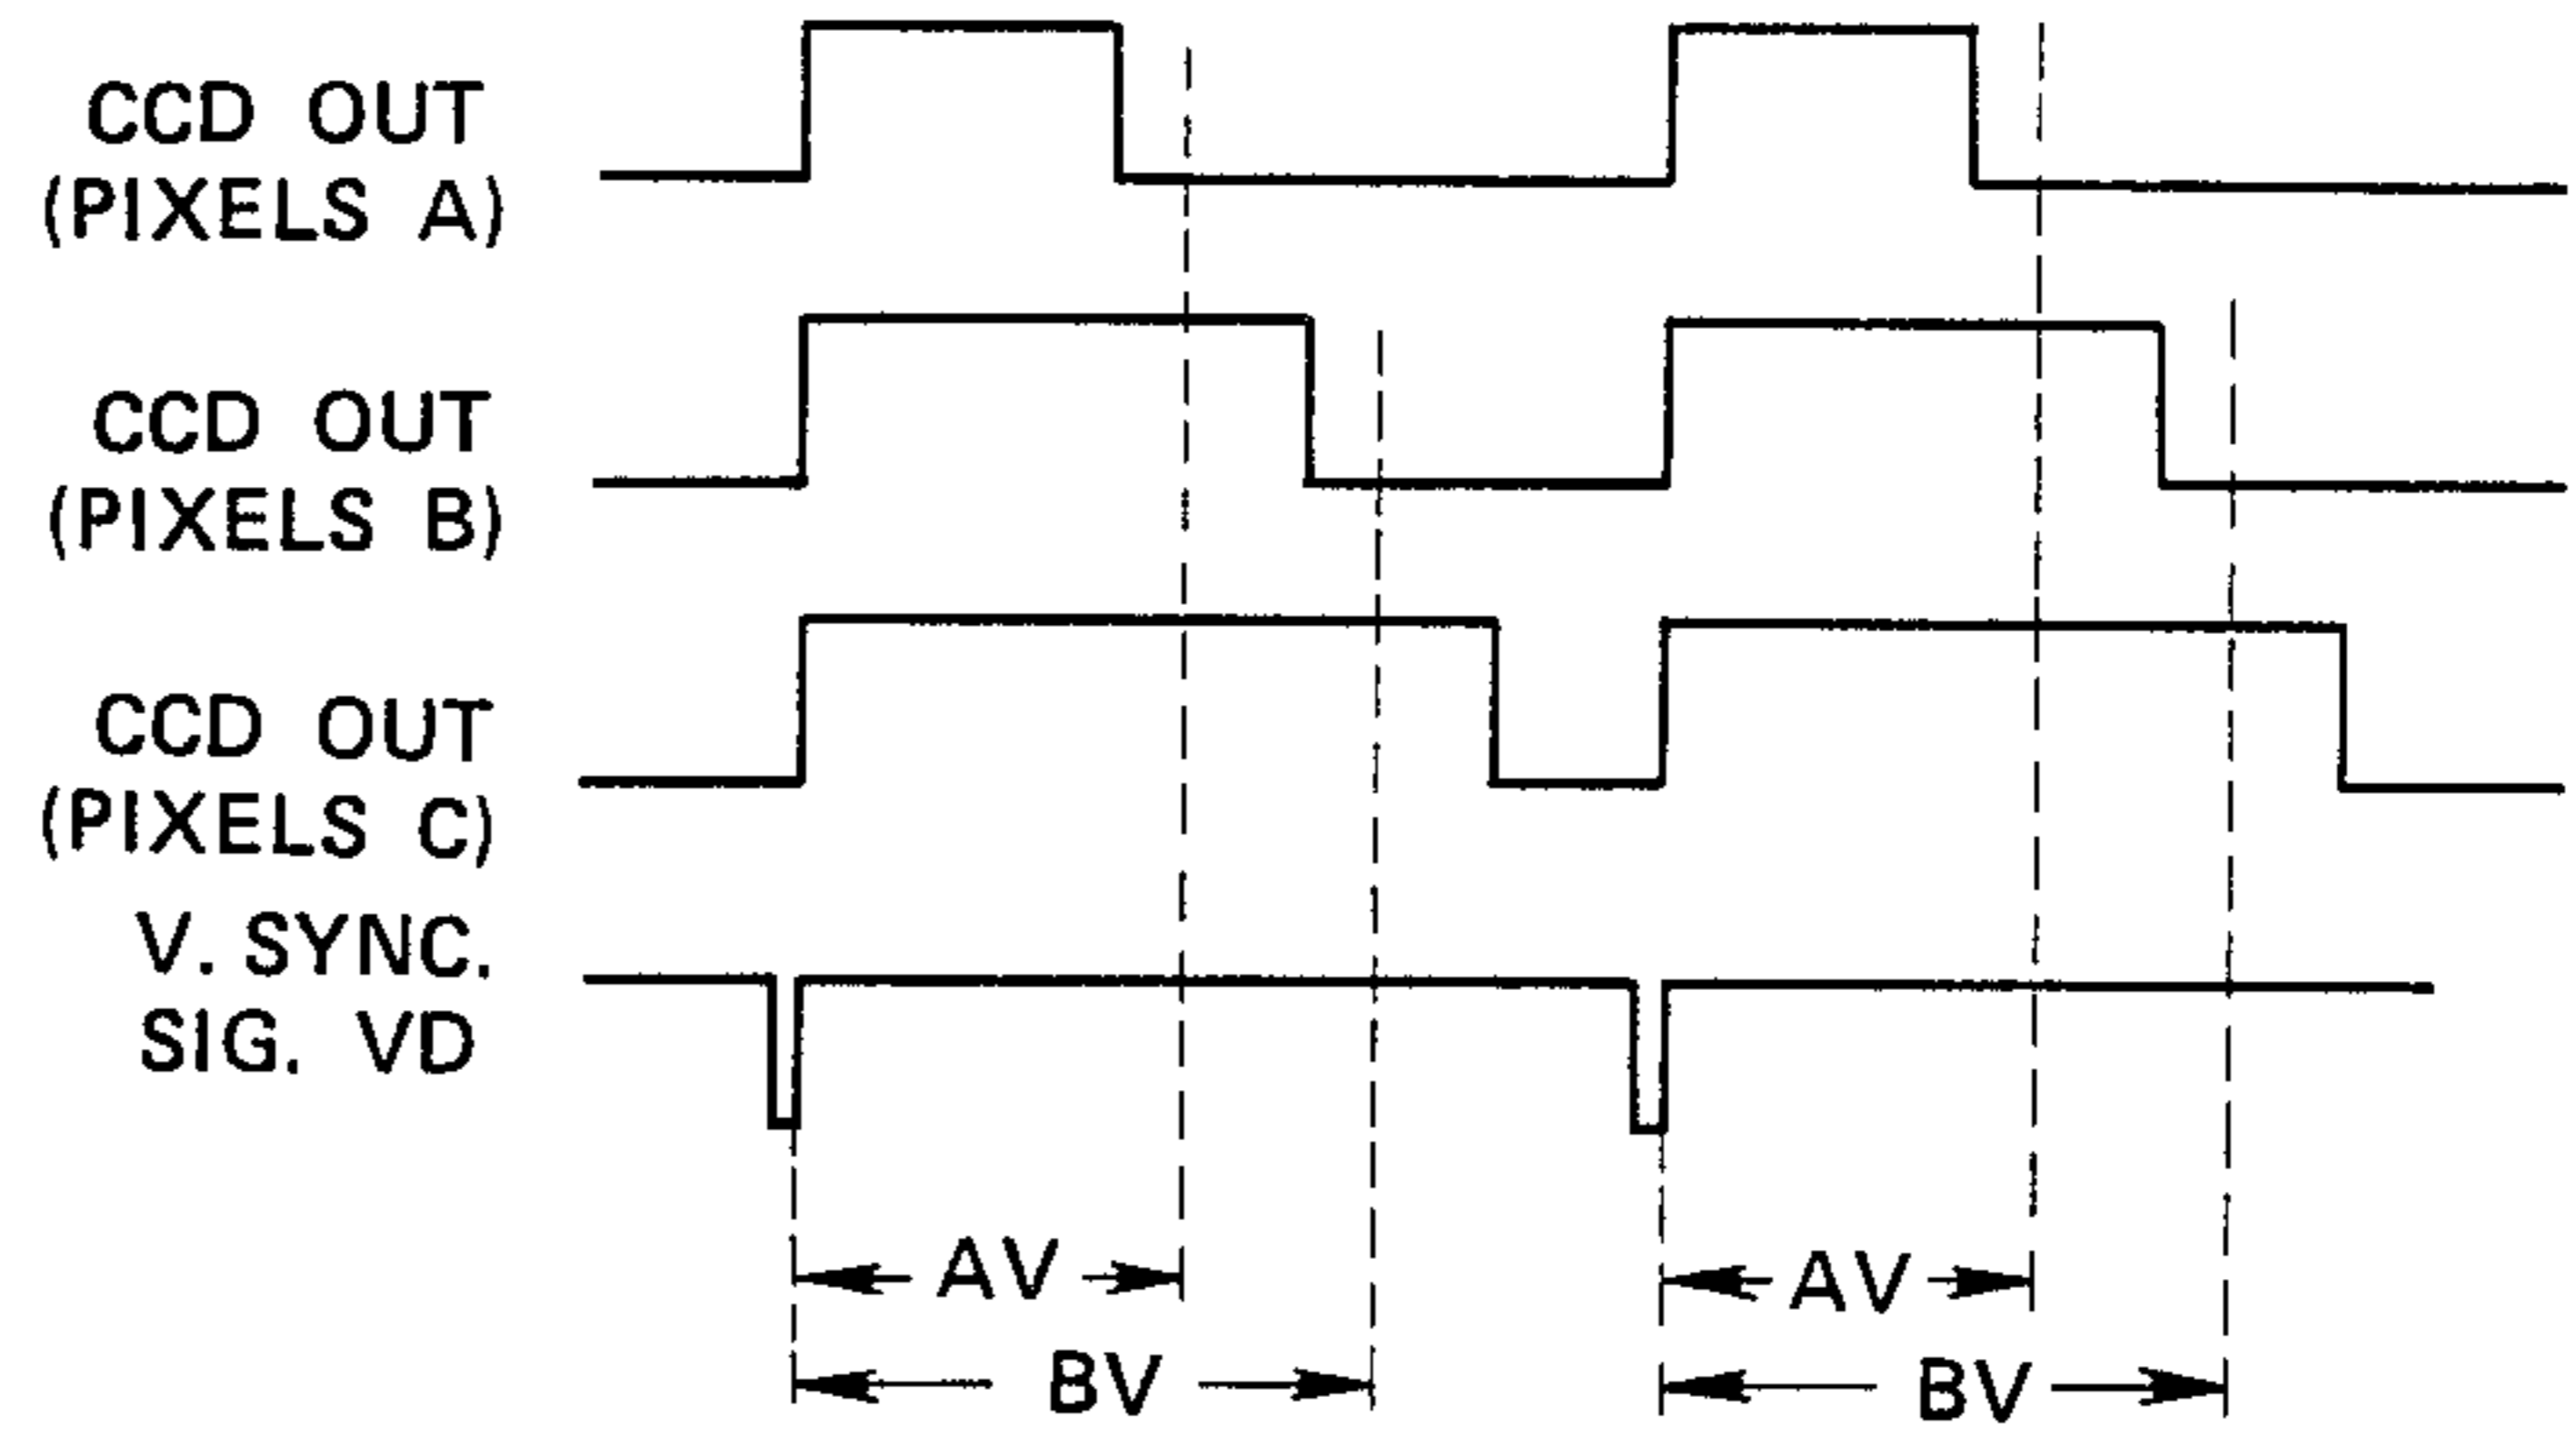 CCD OUT
(PIXELS A)
CCD OUT
(PIXELS B)
CCD OUT
(PIXELS C)
V. SYNC.
SIG. VD
AV AV
BV BV